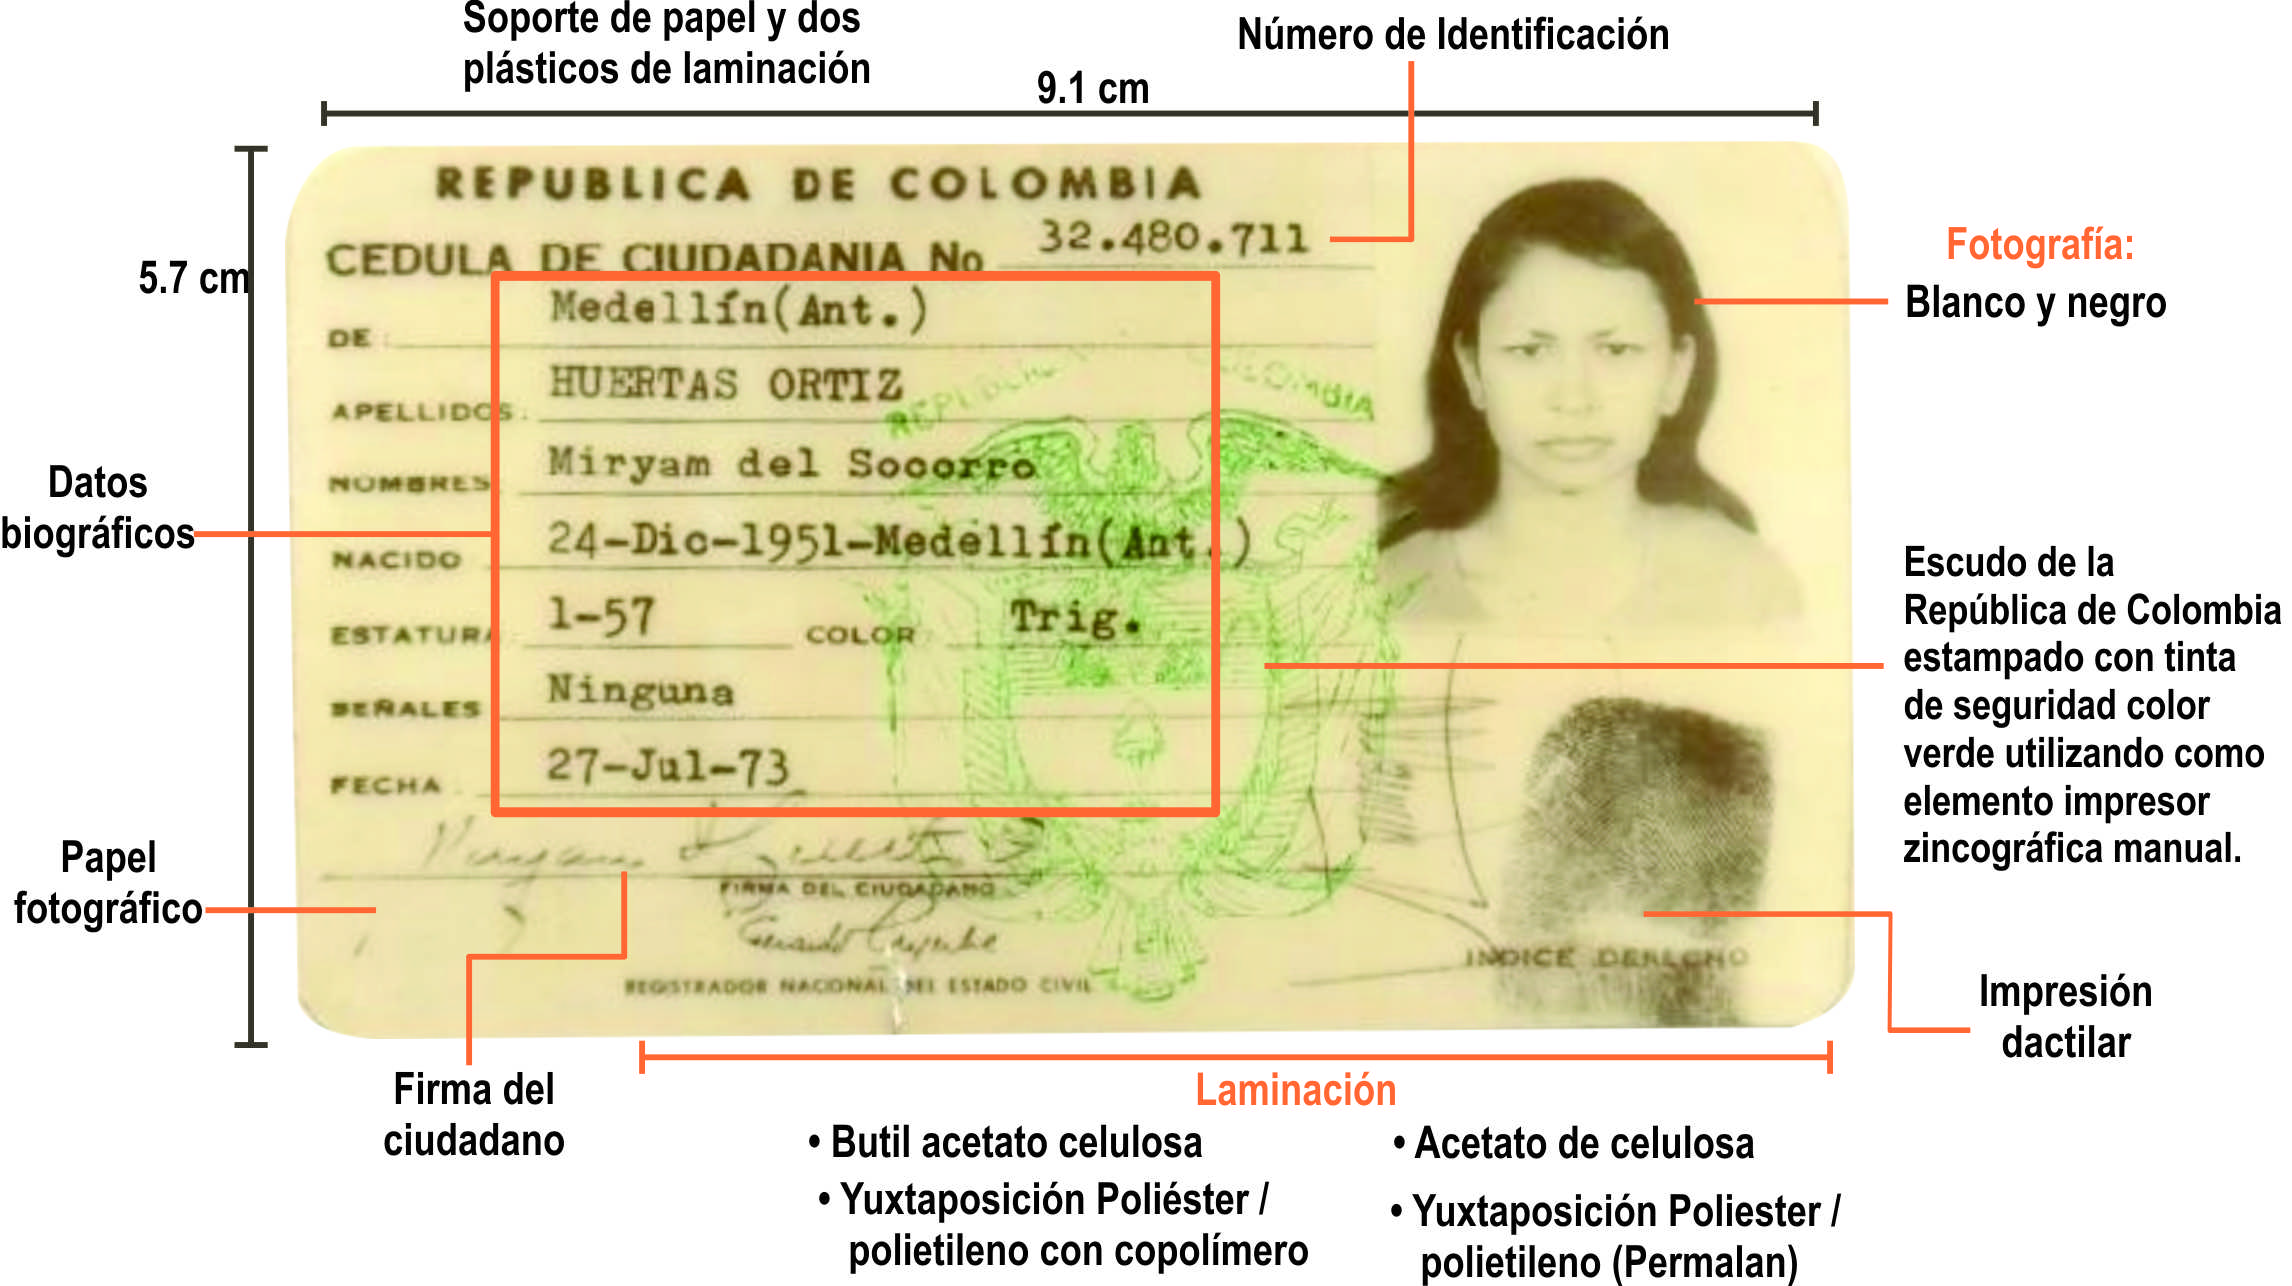 Soporte de papel y dos
plásticos de laminación
Número de Identificación
9.1 cm
5.7 cm
REPUBLICA DE COLOMBIA
CEDULA DE CIUDADANIA No 32.480.711
DE : Medellín(Ant.)
APELLIDOS : HUERTAS ORTIZ
NOMBRES Miryam del Socorro
NACIDO 24-Dic-1951-Medellín(Ant.)
ESTATURA : 1-57 COLOR : Trig.
SEÑALES Ninguna
FECHA : 27-Jul-73
REPUBLICA COLOMBIA
FIRMA DEL CIUDADANO
REGISTRADOR NACIONAL DEL ESTADO CIVIL
INDICE DERECHO
Fotografía:
Blanco y negro
Datos
biográficos
Escudo de la
República de Colombia
estampado con tinta
de seguridad color
verde utilizando como
elemento impresor
zincográfica manual.
Papel
fotográfico
Impresión
dactilar
Firma del
ciudadano
Laminación
• Butil acetato celulosa
• Yuxtaposición Poliéster /
polietileno con copolímero
• Acetato de celulosa
• Yuxtaposición Poliester /
polietileno (Permalan)